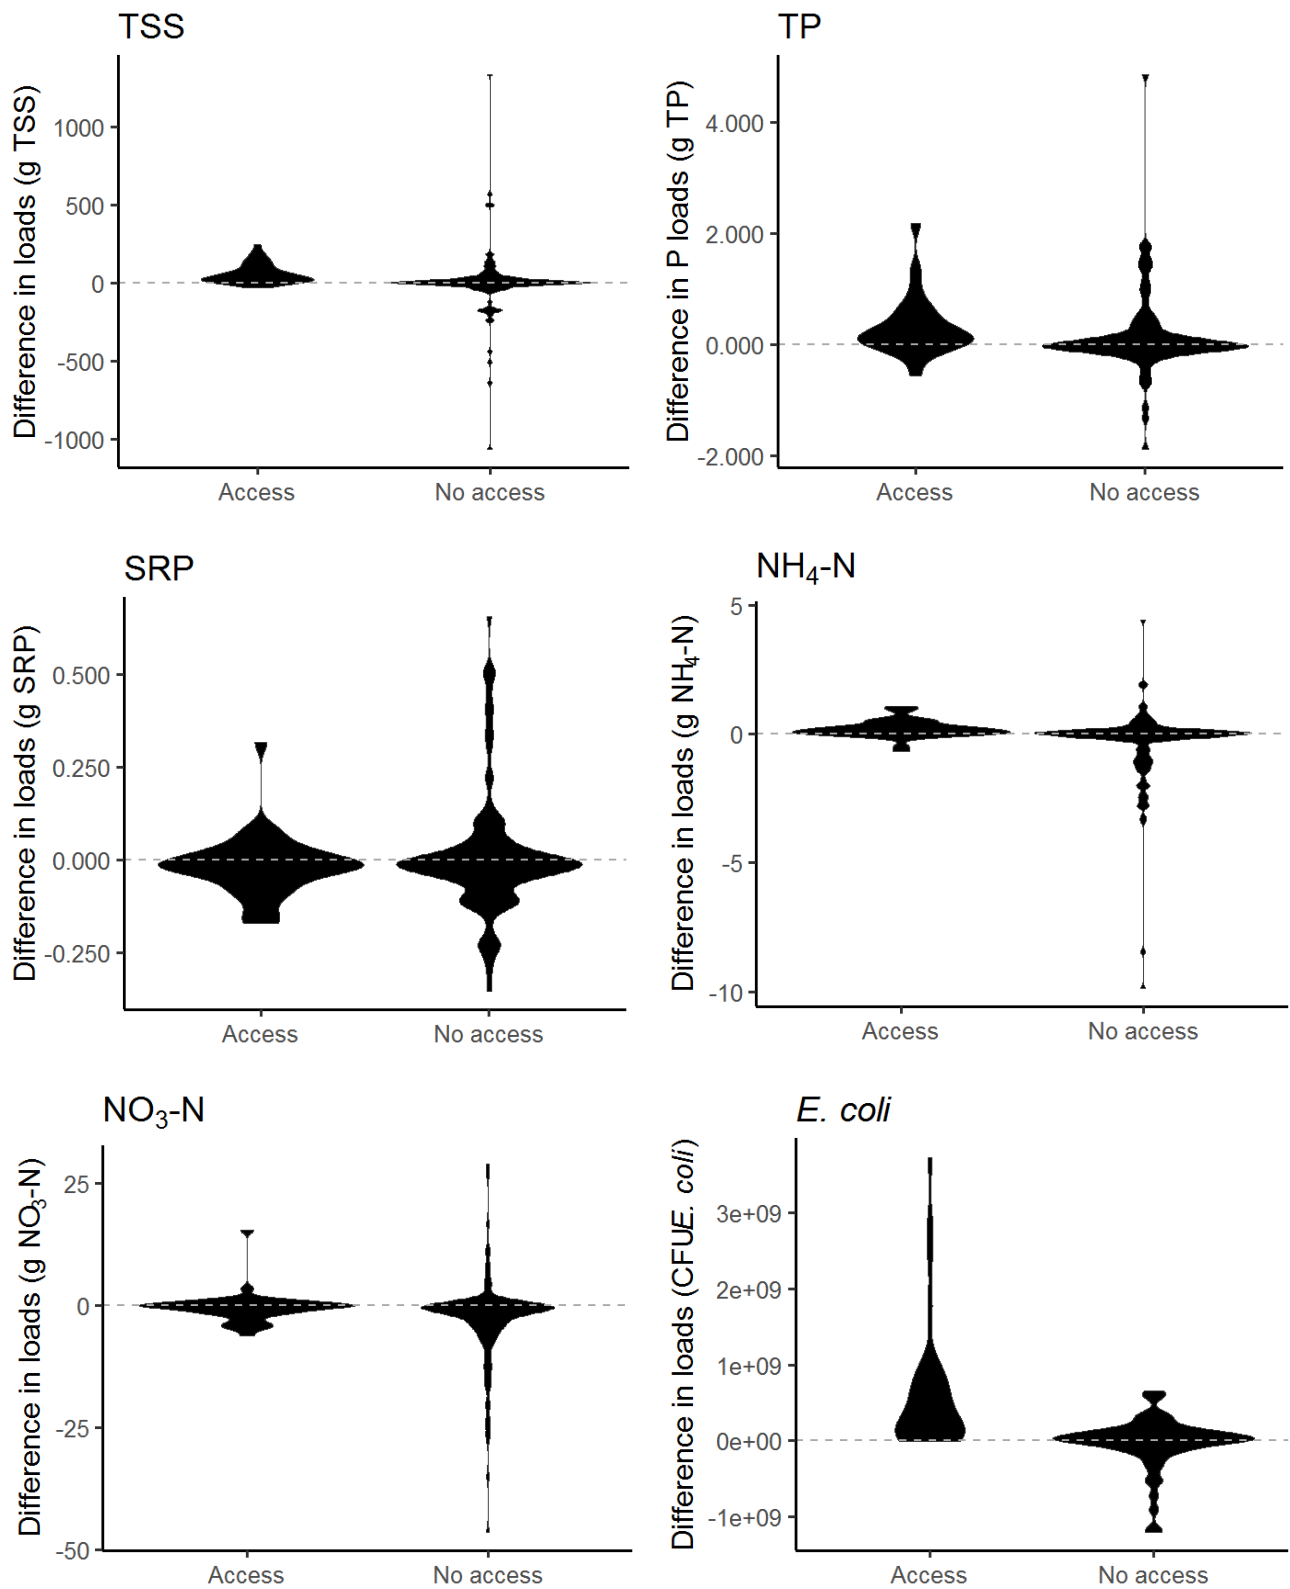 TSS
Difference in loads (g TSS)
1000
500
0
-500
-1000
Access
No access
TP
Difference in P loads (g TP)
4.000
2.000
0.000
-2.000
Access
No access
SRP
Difference in loads (g SRP)
0.500
0.250
0.000
-0.250
Access
No access
NH₄-N
Difference in loads (g NH₄-N)
5
0
-5
-10
Access
No access
NO₃-N
Difference in loads (g NO₃-N)
25
0
-25
-50
Access
No access
E. coli
Difference in loads (CFUE. coli)
3e+09
2e+09
1e+09
0e+00
-1e+09
Access
No access